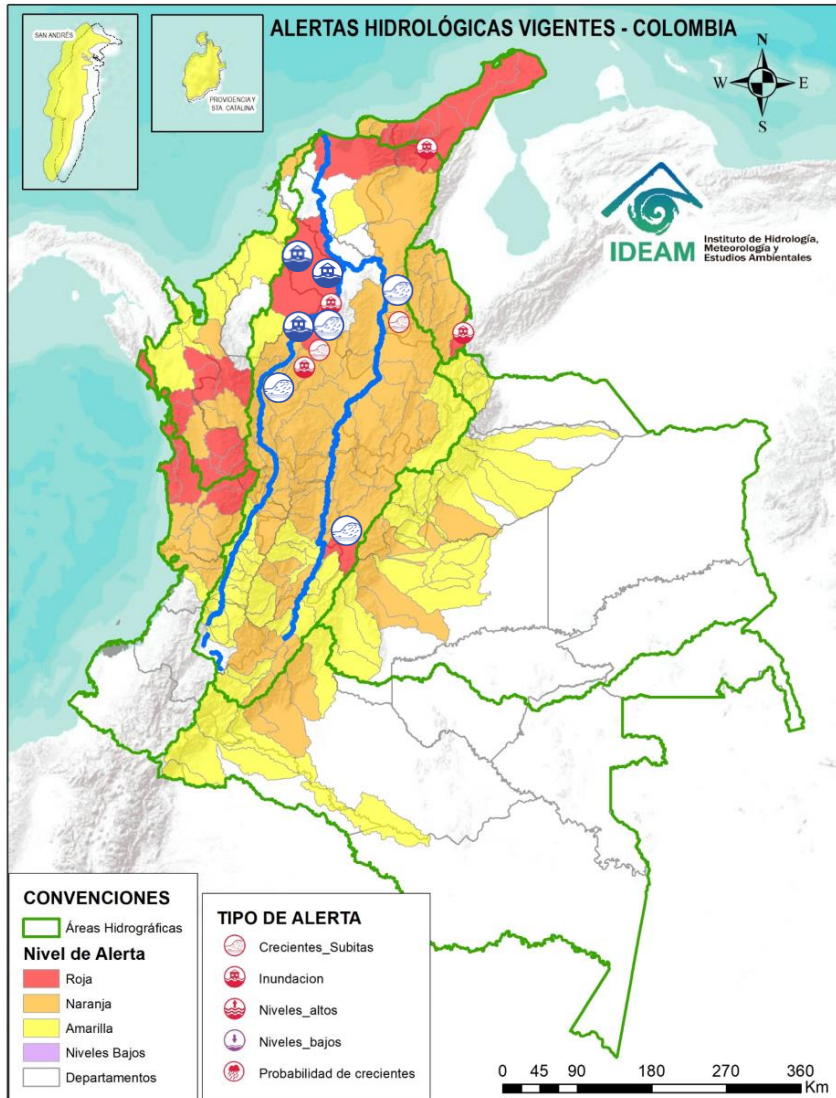 ALERTAS HIDROLÓGICAS VIGENTES - COLOMBIA
SAN ANDRÉS
PROVIDENCIA Y
STA. CATALINA
N
W
E
S
IDEAM
Instituto de Hidrología,
Meteorología y
Estudios Ambientales
CONVENCIONES
Áreas Hidrográficas
Nivel de Alerta
Roja
Naranja
Amarilla
Niveles Bajos
Departamentos
TIPO DE ALERTA
Crecientes_Subitas
Inundacion
Niveles_altos
Niveles_bajos
Probabilidad de crecientes
0 45 90 180 270 360
Km